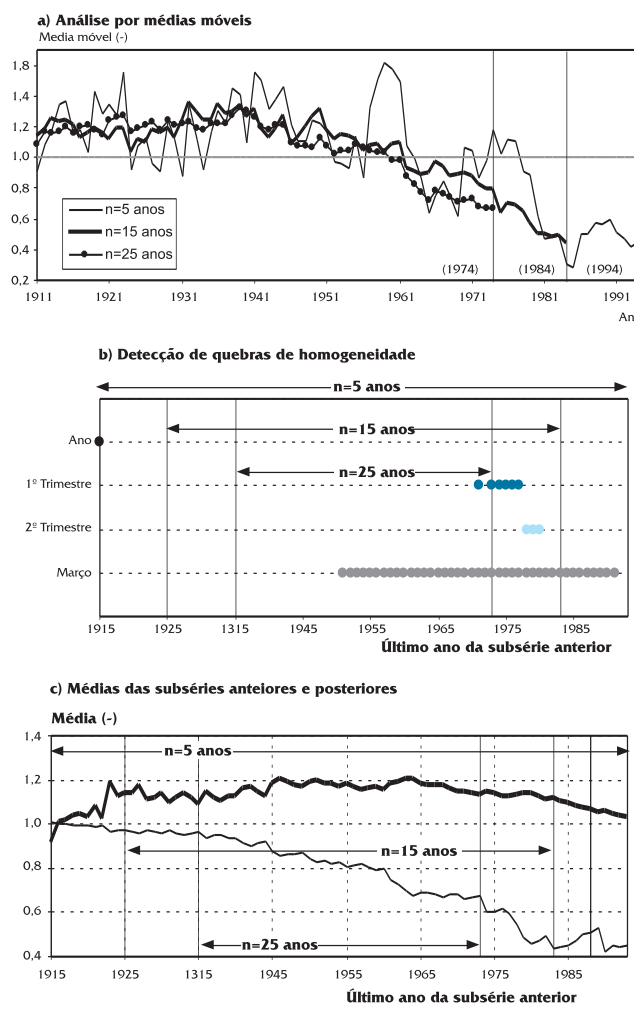 a) Análise por médias móveis
Media móvel (-)
1,8
1,4
1,2
1,0
0,8
0,6
0,4
0,2
n=5 anos
n=15 anos
n=25 anos
(1974) (1984) (1994)
1911 1921 1931 1941 1951 1961 1971 1981 1991
An
b) Detecção de quebras de homogeneidade
n=5 anos
n=15 anos
Ano
n=25 anos
1º Trimestre
2º Trimestre
Março
1915 1925 1315 1945 1955 1965 1975 1985
Último ano da subsérie anterior
c) Médias das subséries anteiores e posteriores
Média (-)
1,4
n=5 anos
1,2
1,0
n=15 anos
0,8
0,6
n=25 anos
0,4
1915 1925 1315 1945 1955 1965 1975 1985
Último ano da subsérie anterior